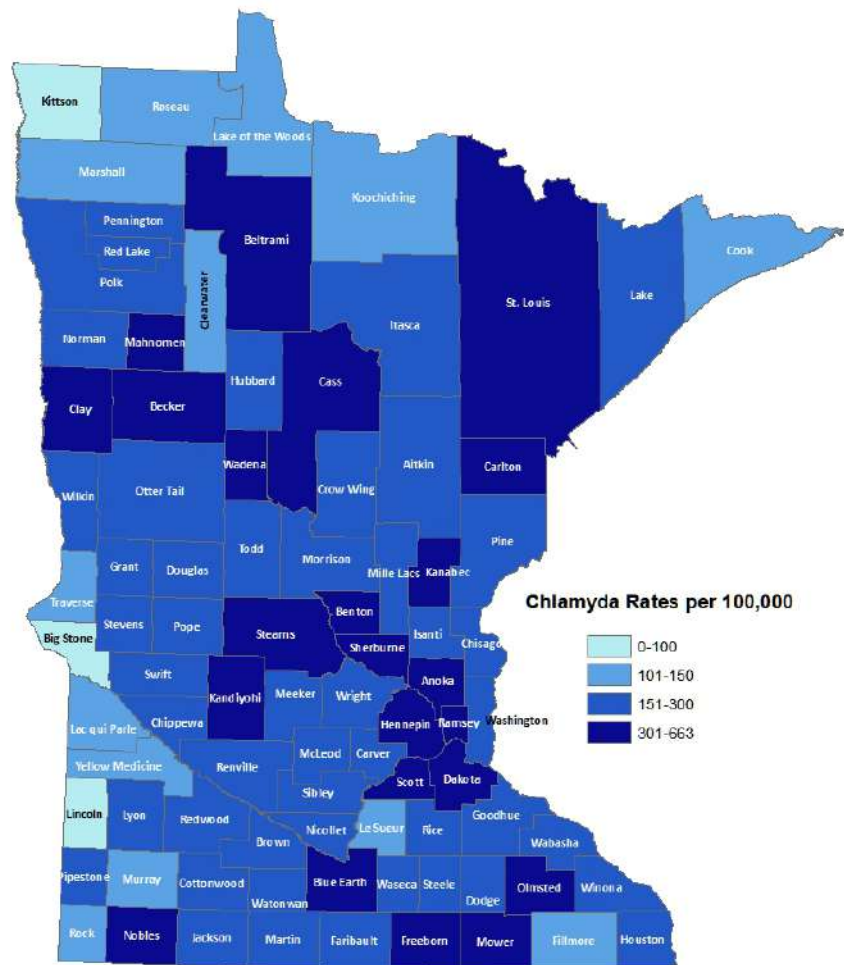 Kittson
Roseau
Lake of the Woods
Marshall
Koochiching
Pennington
Beltrami
Red Lake
Cook
Polk
Clearwater
St. Louis
Lake
Itasca
Norman
Mahnomen
Hubbard
Cass
Clay
Becker
Aitkin
Wadena
Carlton
Crow Wing
Wilkin
Otter Tail
Pine
Todd
Morrison
Grant
Douglas
Mille Lacs
Kanabec
Traverse
Chlamyda Rates per 100,000
Benton
Stevens
Pope
Big Stone
Stearns
Isanti
Chisago
0-100
Sherburne
101-150
Swift
Anoka
Kandiyohi
Meeker
Wright
151-300
Lac qui Parle
Chippewa
Hennepin
Ramsey
Washington
301-663
Yellow Medicine
Renville
McLeod
Carver
Scott
Dakota
Sibley
Lincoln
Lyon
Redwood
Goodhue
Nicollet
Le Sueur
Rice
Brown
Wabasha
Pipestone
Murray
Cottonwood
Blue Earth
Waseca
Steele
Olmsted
Winona
Watonwan
Dodge
Rock
Nobles
Jackson
Martin
Faribault
Freeborn
Mower
Fillmore
Houston